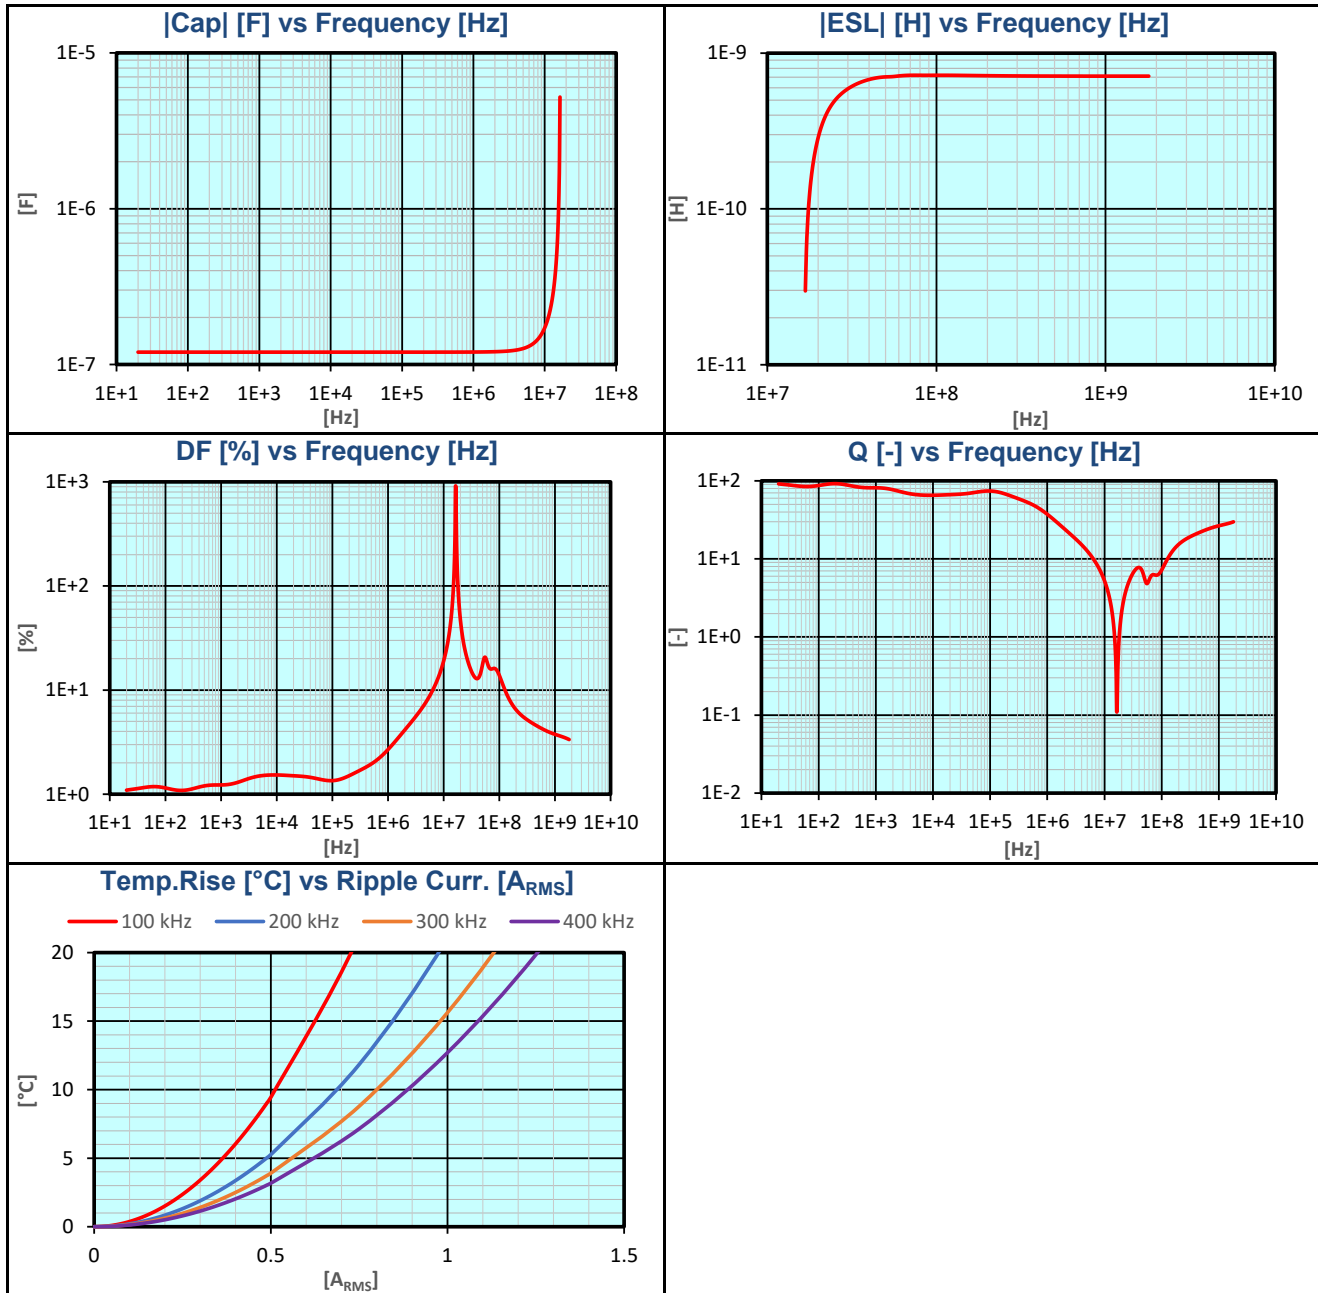 |Cap| [F] vs Frequency [Hz]
1E-5
1E-6
1E-7
[F]
1E+1 1E+2 1E+3 1E+4 1E+5 1E+6 1E+7 1E+8
[Hz]
|ESL| [H] vs Frequency [Hz]
1E-9
1E-10
1E-11
[H]
1E+7 1E+8 1E+9 1E+10
[Hz]
DF [%] vs Frequency [Hz]
1E+3
1E+2
1E+1
1E+0
[%]
1E+1 1E+2 1E+3 1E+4 1E+5 1E+6 1E+7 1E+8 1E+9 1E+10
[Hz]
Q [-] vs Frequency [Hz]
1E+2
1E+1
1E+0
1E-1
1E-2
[-]
1E+1 1E+2 1E+3 1E+4 1E+5 1E+6 1E+7 1E+8 1E+9 1E+10
[Hz]
Temp.Rise [°C] vs Ripple Curr. [ARMS]
100 kHz 200 kHz 300 kHz 400 kHz
20
15
10
5
0
[°C]
0 0.5 1 1.5
[ARMS]